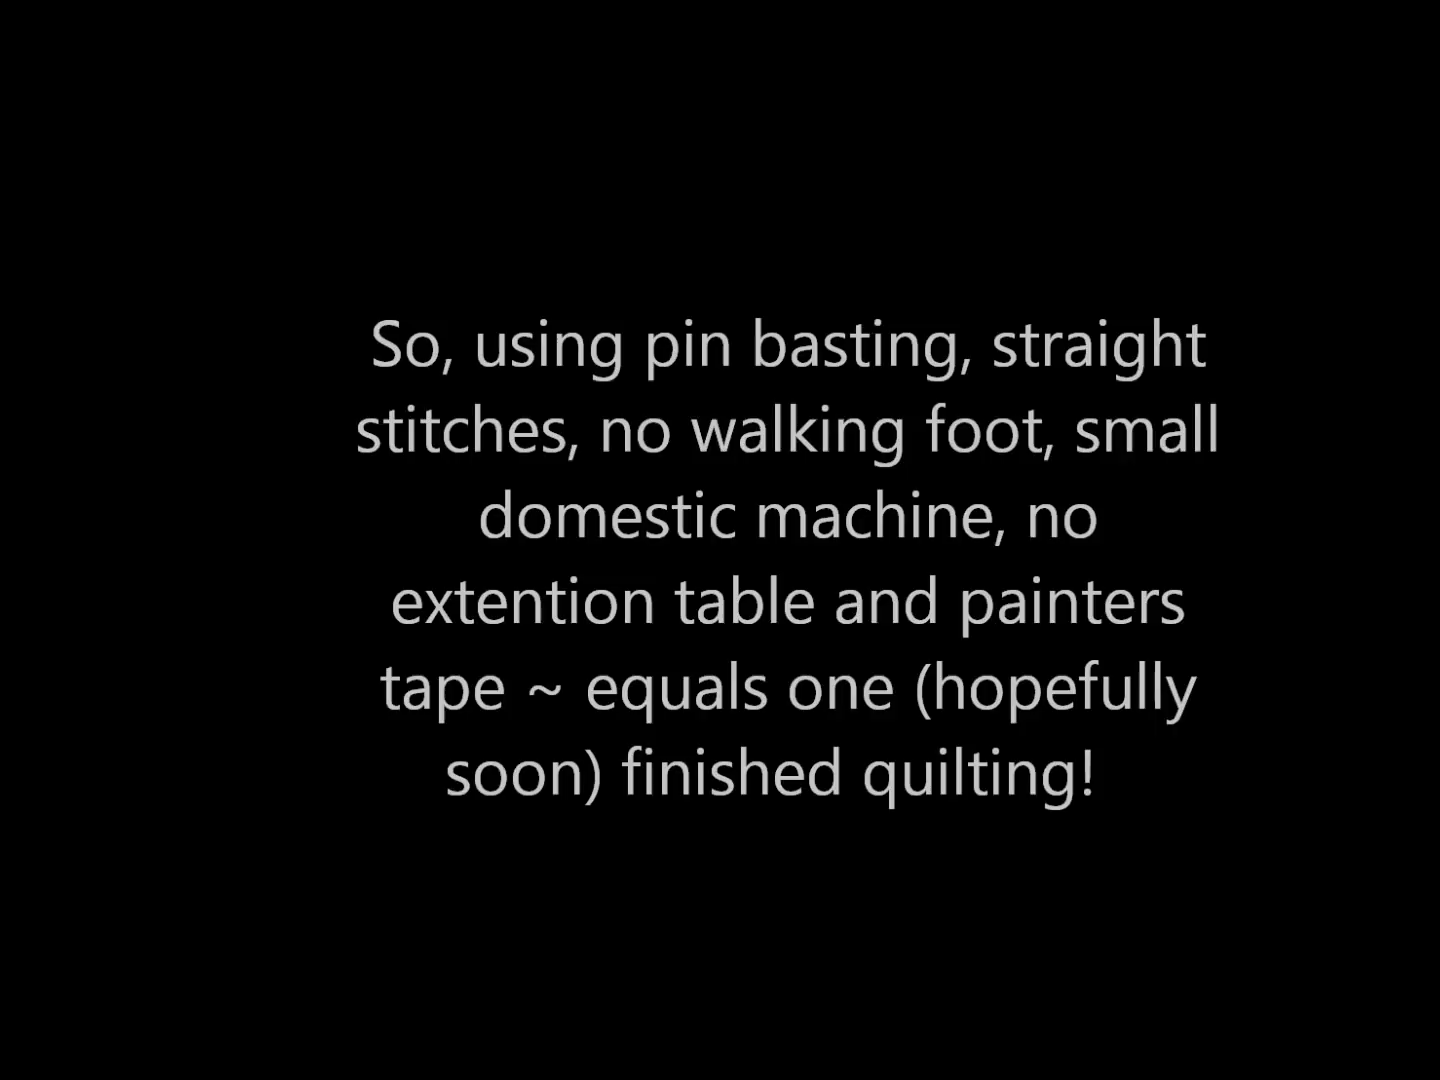 So, using pin basting, straight
stitches, no walking foot, small
domestic machine, no
extention table and painters
tape ~ equals one (hopefully
soon) finished quilting!